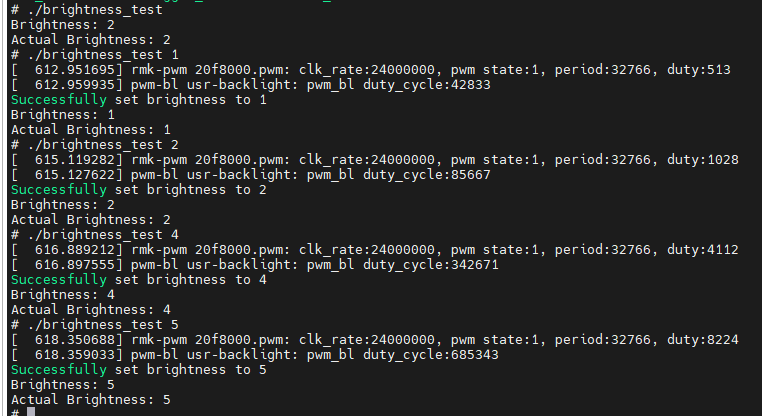 # ./brightness_test
Brightness: 2
Actual Brightness: 2
# ./brightness_test 1
[  612.951695] rmk-pwm 20f8000.pwm: clk_rate:24000000, pwm state:1, period:32766, duty:513
[  612.959935] pwm-bl usr-backlight: pwm_bl duty_cycle:42833
Successfully set brightness to 1
Brightness: 1
Actual Brightness: 1
# ./brightness_test 2
[  615.119282] rmk-pwm 20f8000.pwm: clk_rate:24000000, pwm state:1, period:32766, duty:1028
[  615.127622] pwm-bl usr-backlight: pwm_bl duty_cycle:85667
Successfully set brightness to 2
Brightness: 2
Actual Brightness: 2
# ./brightness_test 4
[  616.889212] rmk-pwm 20f8000.pwm: clk_rate:24000000, pwm state:1, period:32766, duty:4112
[  616.897555] pwm-bl usr-backlight: pwm_bl duty_cycle:342671
Successfully set brightness to 4
Brightness: 4
Actual Brightness: 4
# ./brightness_test 5
[  618.350688] rmk-pwm 20f8000.pwm: clk_rate:24000000, pwm state:1, period:32766, duty:8224
[  618.359033] pwm-bl usr-backlight: pwm_bl duty_cycle:685343
Successfully set brightness to 5
Brightness: 5
Actual Brightness: 5
#